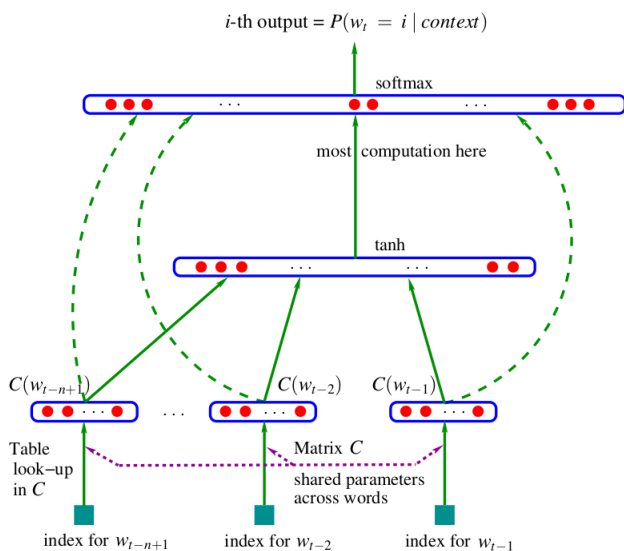 i-th output = P(w_t = i | context)
softmax
. . . . . .
most computation here
tanh
. . . . . .
C(w_{t−n+1}) C(w_{t−2}) C(w_{t−1})
. . . . . . . . . . . .
Table Matrix C
look−up
in C shared parameters
across words
index for w_{t−n+1} index for w_{t−2} index for w_{t−1}